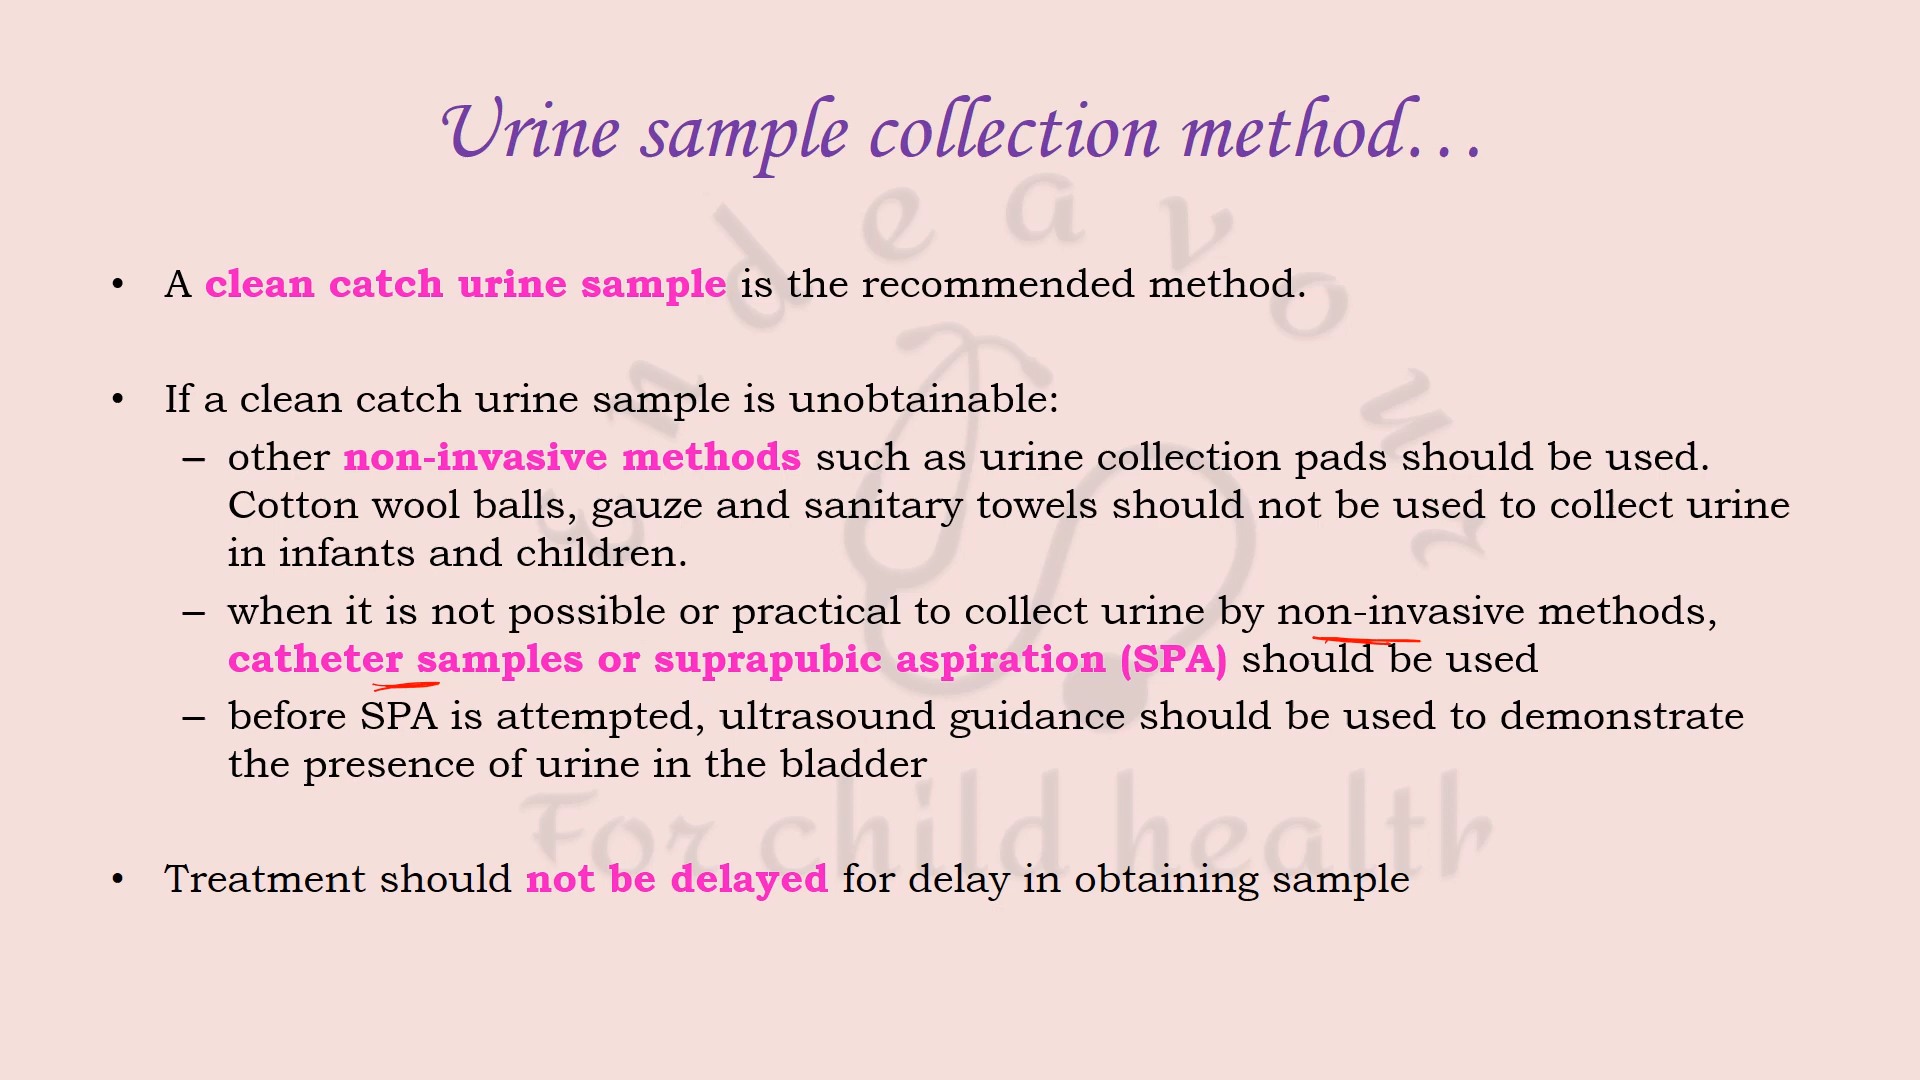 Urine sample collection method…
• A clean catch urine sample is the recommended method.
• If a clean catch urine sample is unobtainable:
– other non-invasive methods such as urine collection pads should be used.
Cotton wool balls, gauze and sanitary towels should not be used to collect urine
in infants and children.
– when it is not possible or practical to collect urine by non-invasive methods,
catheter samples or suprapubic aspiration (SPA) should be used
– before SPA is attempted, ultrasound guidance should be used to demonstrate
the presence of urine in the bladder
• Treatment should not be delayed for delay in obtaining sample
Endeavour
For child health